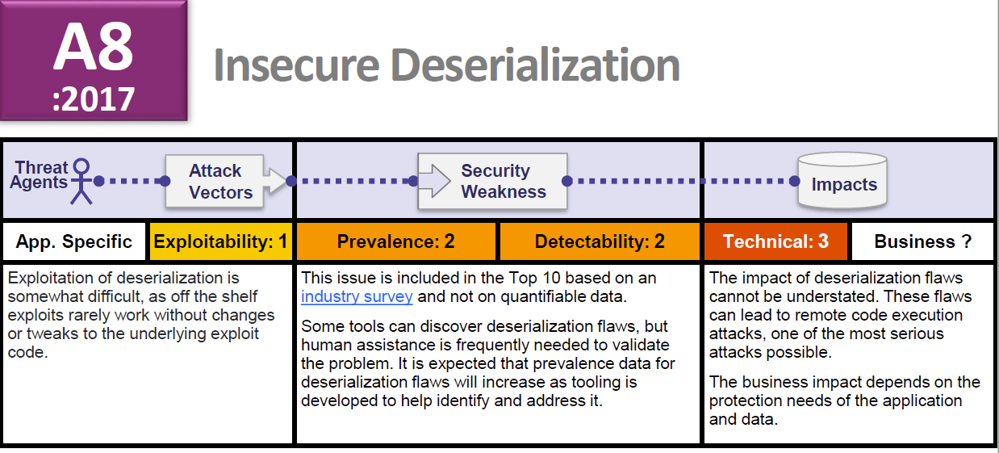 A8
:2017
Insecure Deserialization
Threat
Agents
Attack
Vectors
Security
Weakness
Impacts
App. Specific
Exploitability: 1
Prevalence: 2
Detectability: 2
Technical: 3
Business ?
Exploitation of deserialization is
somewhat difficult, as off the shelf
exploits rarely work without changes
or tweaks to the underlying exploit
code.
This issue is included in the Top 10 based on an
industry survey and not on quantifiable data.
Some tools can discover deserialization flaws, but
human assistance is frequently needed to validate
the problem. It is expected that prevalence data for
deserialization flaws will increase as tooling is
developed to help identify and address it.
The impact of deserialization flaws
cannot be understated. These flaws
can lead to remote code execution
attacks, one of the most serious
attacks possible.
The business impact depends on the
protection needs of the application
and data.